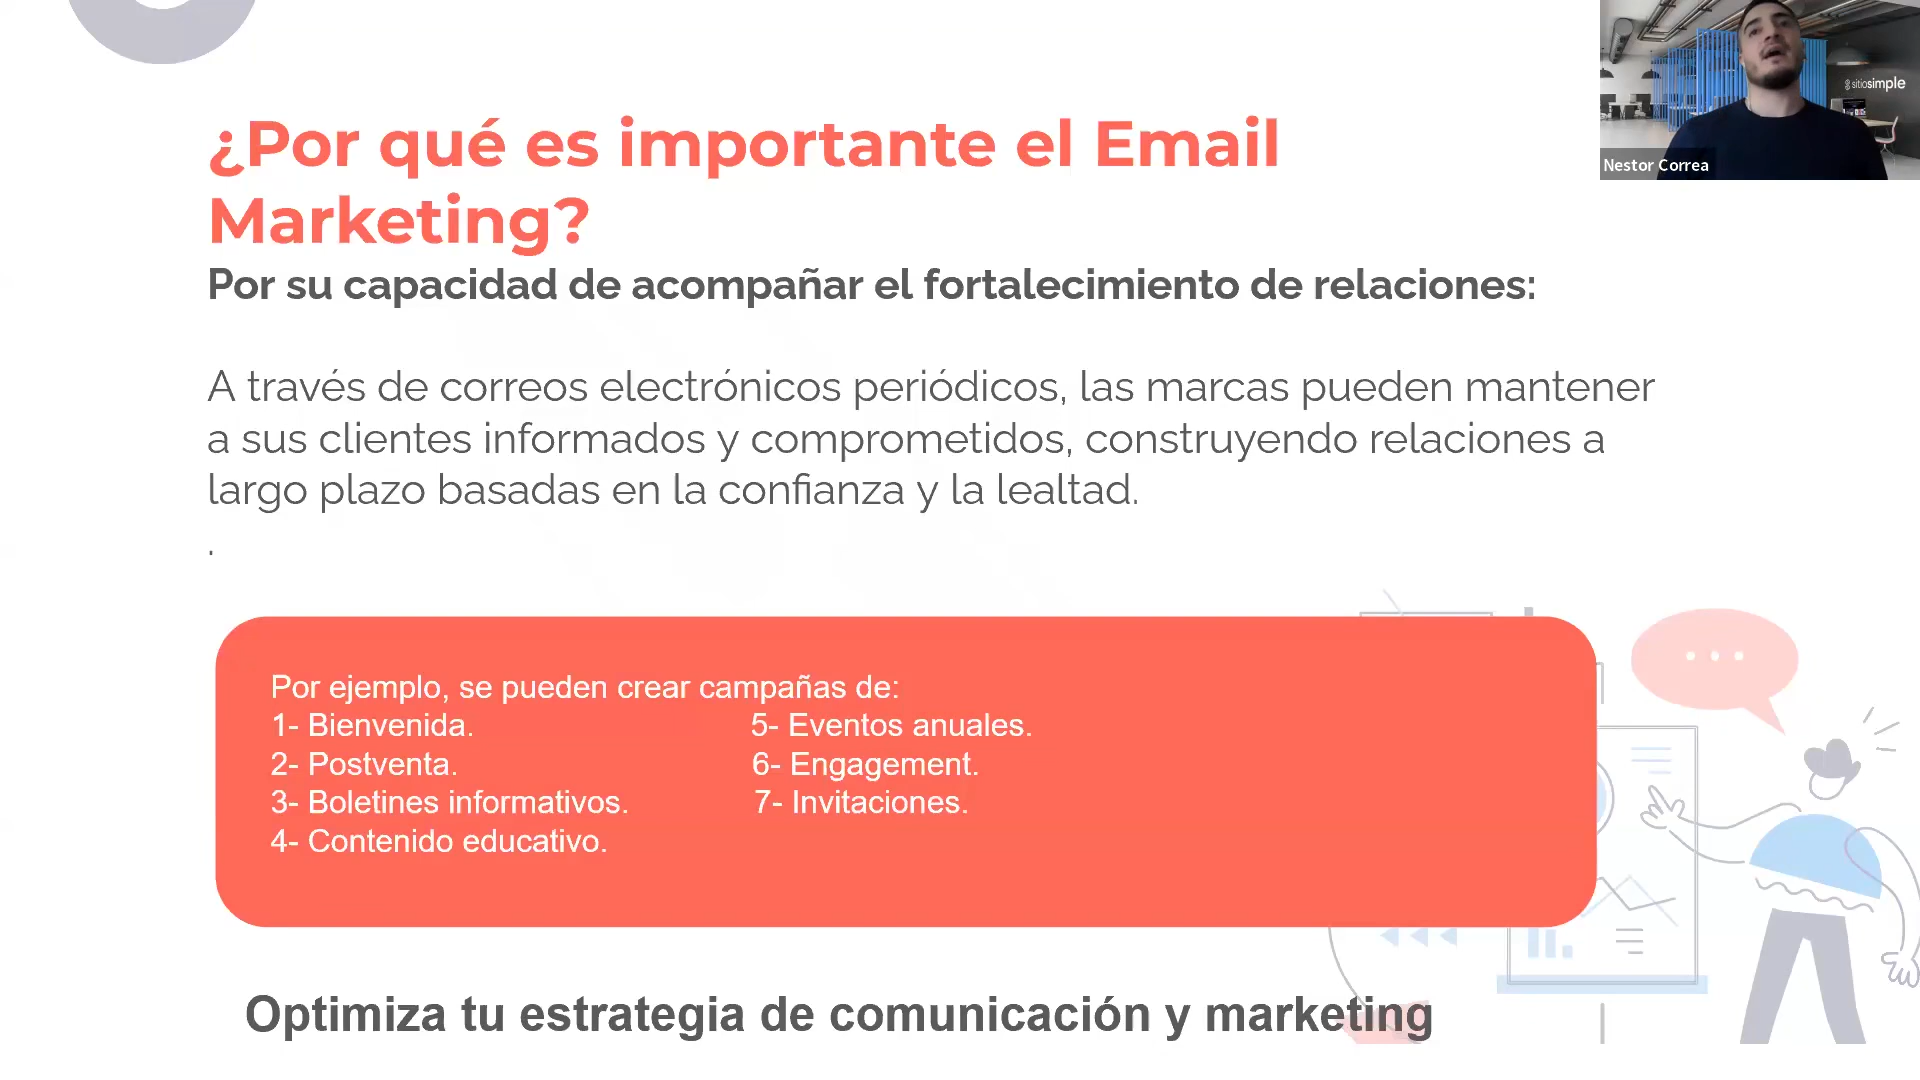 ¿Por qué es importante el Email
Marketing?
Por su capacidad de acompañar el fortalecimiento de relaciones:
A través de correos electrónicos periódicos, las marcas pueden mantener
a sus clientes informados y comprometidos, construyendo relaciones a
largo plazo basadas en la confianza y la lealtad.
.
Por ejemplo, se pueden crear campañas de:
1- Bienvenida.
2- Postventa.
3- Boletines informativos.
4- Contenido educativo.
5- Eventos anuales.
6- Engagement.
7- Invitaciones.
Optimiza tu estrategia de comunicación y marketing
sitiosimple
Nestor Correa